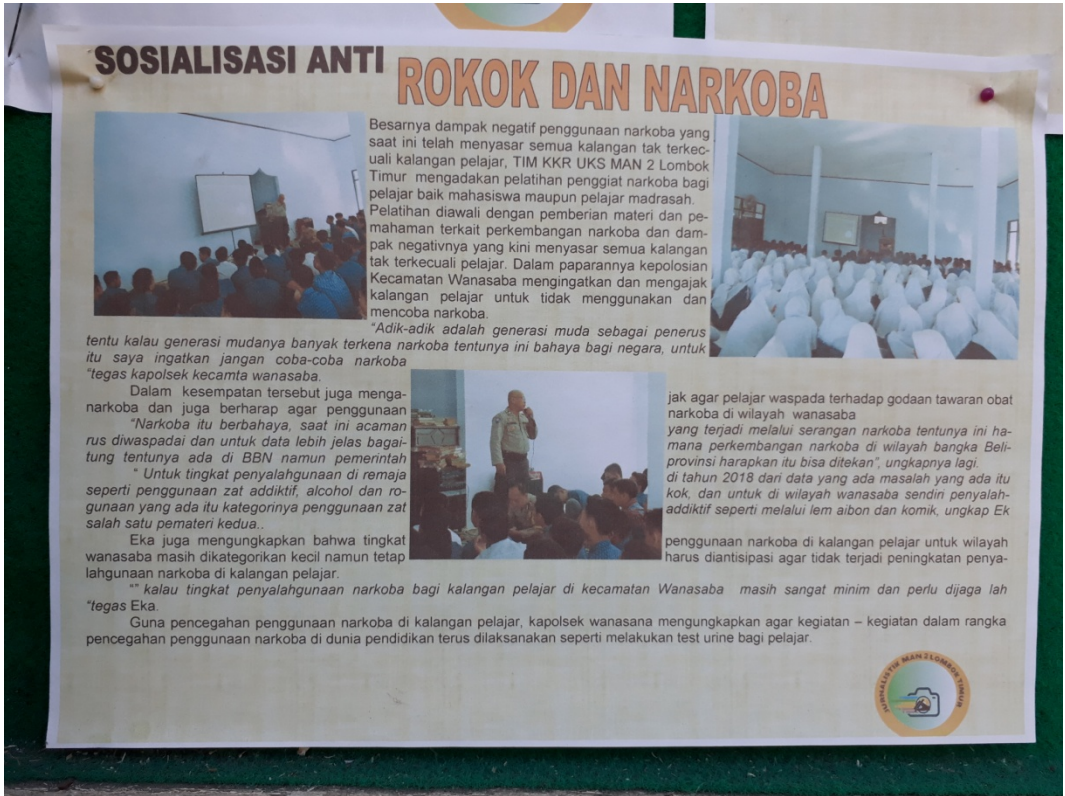 SOSIALISASI ANTI ROKOK DAN NARKOBA
Besarnya dampak negatif penggunaan narkoba yang
saat ini telah menyasar semua kalangan tak terkec-
uali kalangan pelajar, TIM KKR UKS MAN 2 Lombok
Timur mengadakan pelatihan penggiat narkoba bagi
pelajar baik mahasiswa maupun pelajar madrasah.
Pelatihan diawali dengan pemberian materi dan pe-
mahaman terkait perkembangan narkoba dan dam-
pak negativnya yang kini menyasar semua kalangan
tak terkecuali pelajar. Dalam paparannya kepolosian
Kecamatan Wanasaba mengingatkan dan mengajak
kalangan pelajar untuk tidak menggunakan dan
mencoba narkoba.
"Adik-adik adalah generasi muda sebagai penerus
tentu kalau generasi mudanya banyak terkena narkoba tentunya ini bahaya bagi negara, untuk
itu saya ingatkan jangan coba-coba narkoba
"tegas kapolsek kecamta wanasaba.
Dalam kesempatan tersebut juga menga- jak agar pelajar waspada terhadap godaan tawaran obat
narkoba dan juga berharap agar penggunaan narkoba di wilayah wanasaba
"Narkoba itu berbahaya, saat ini acaman yang terjadi melalui serangan narkoba tentunya ini ha-
rus diwaspadai dan untuk data lebih jelas bagai- mana perkembangan narkoba di wilayah bangka Beli-
tung tentunya ada di BBN namun pemerintah provinsi harapkan itu bisa ditekan", ungkapnya lagi.
" Untuk tingkat penyalahgunaan di remaja di tahun 2018 dari data yang ada masalah yang ada itu
seperti penggunaan zat addiktif, alcohol dan ro- kok, dan untuk di wilayah wanasaba sendiri penyalah-
gunaan yang ada itu kategorinya penggunaan zat addiktif seperti melalui lem aibon dan komik, ungkap Ek
salah satu pemateri kedua..
Eka juga mengungkapkan bahwa tingkat penggunaan narkoba di kalangan pelajar untuk wilayah
wanasaba masih dikategorikan kecil namun tetap harus diantisipasi agar tidak terjadi peningkatan penya-
lahgunaan narkoba di kalangan pelajar.
"" kalau tingkat penyalahgunaan narkoba bagi kalangan pelajar di kecamatan Wanasaba masih sangat minim dan perlu dijaga lah
"tegas Eka.
Guna pencegahan penggunaan narkoba di kalangan pelajar, kapolsek wanasana mengungkapkan agar kegiatan – kegiatan dalam rangka
pencegahan penggunaan narkoba di dunia pendidikan terus dilaksanakan seperti melakukan test urine bagi pelajar.
JURNALISTIK MAN 2 LOMBOK TIMUR